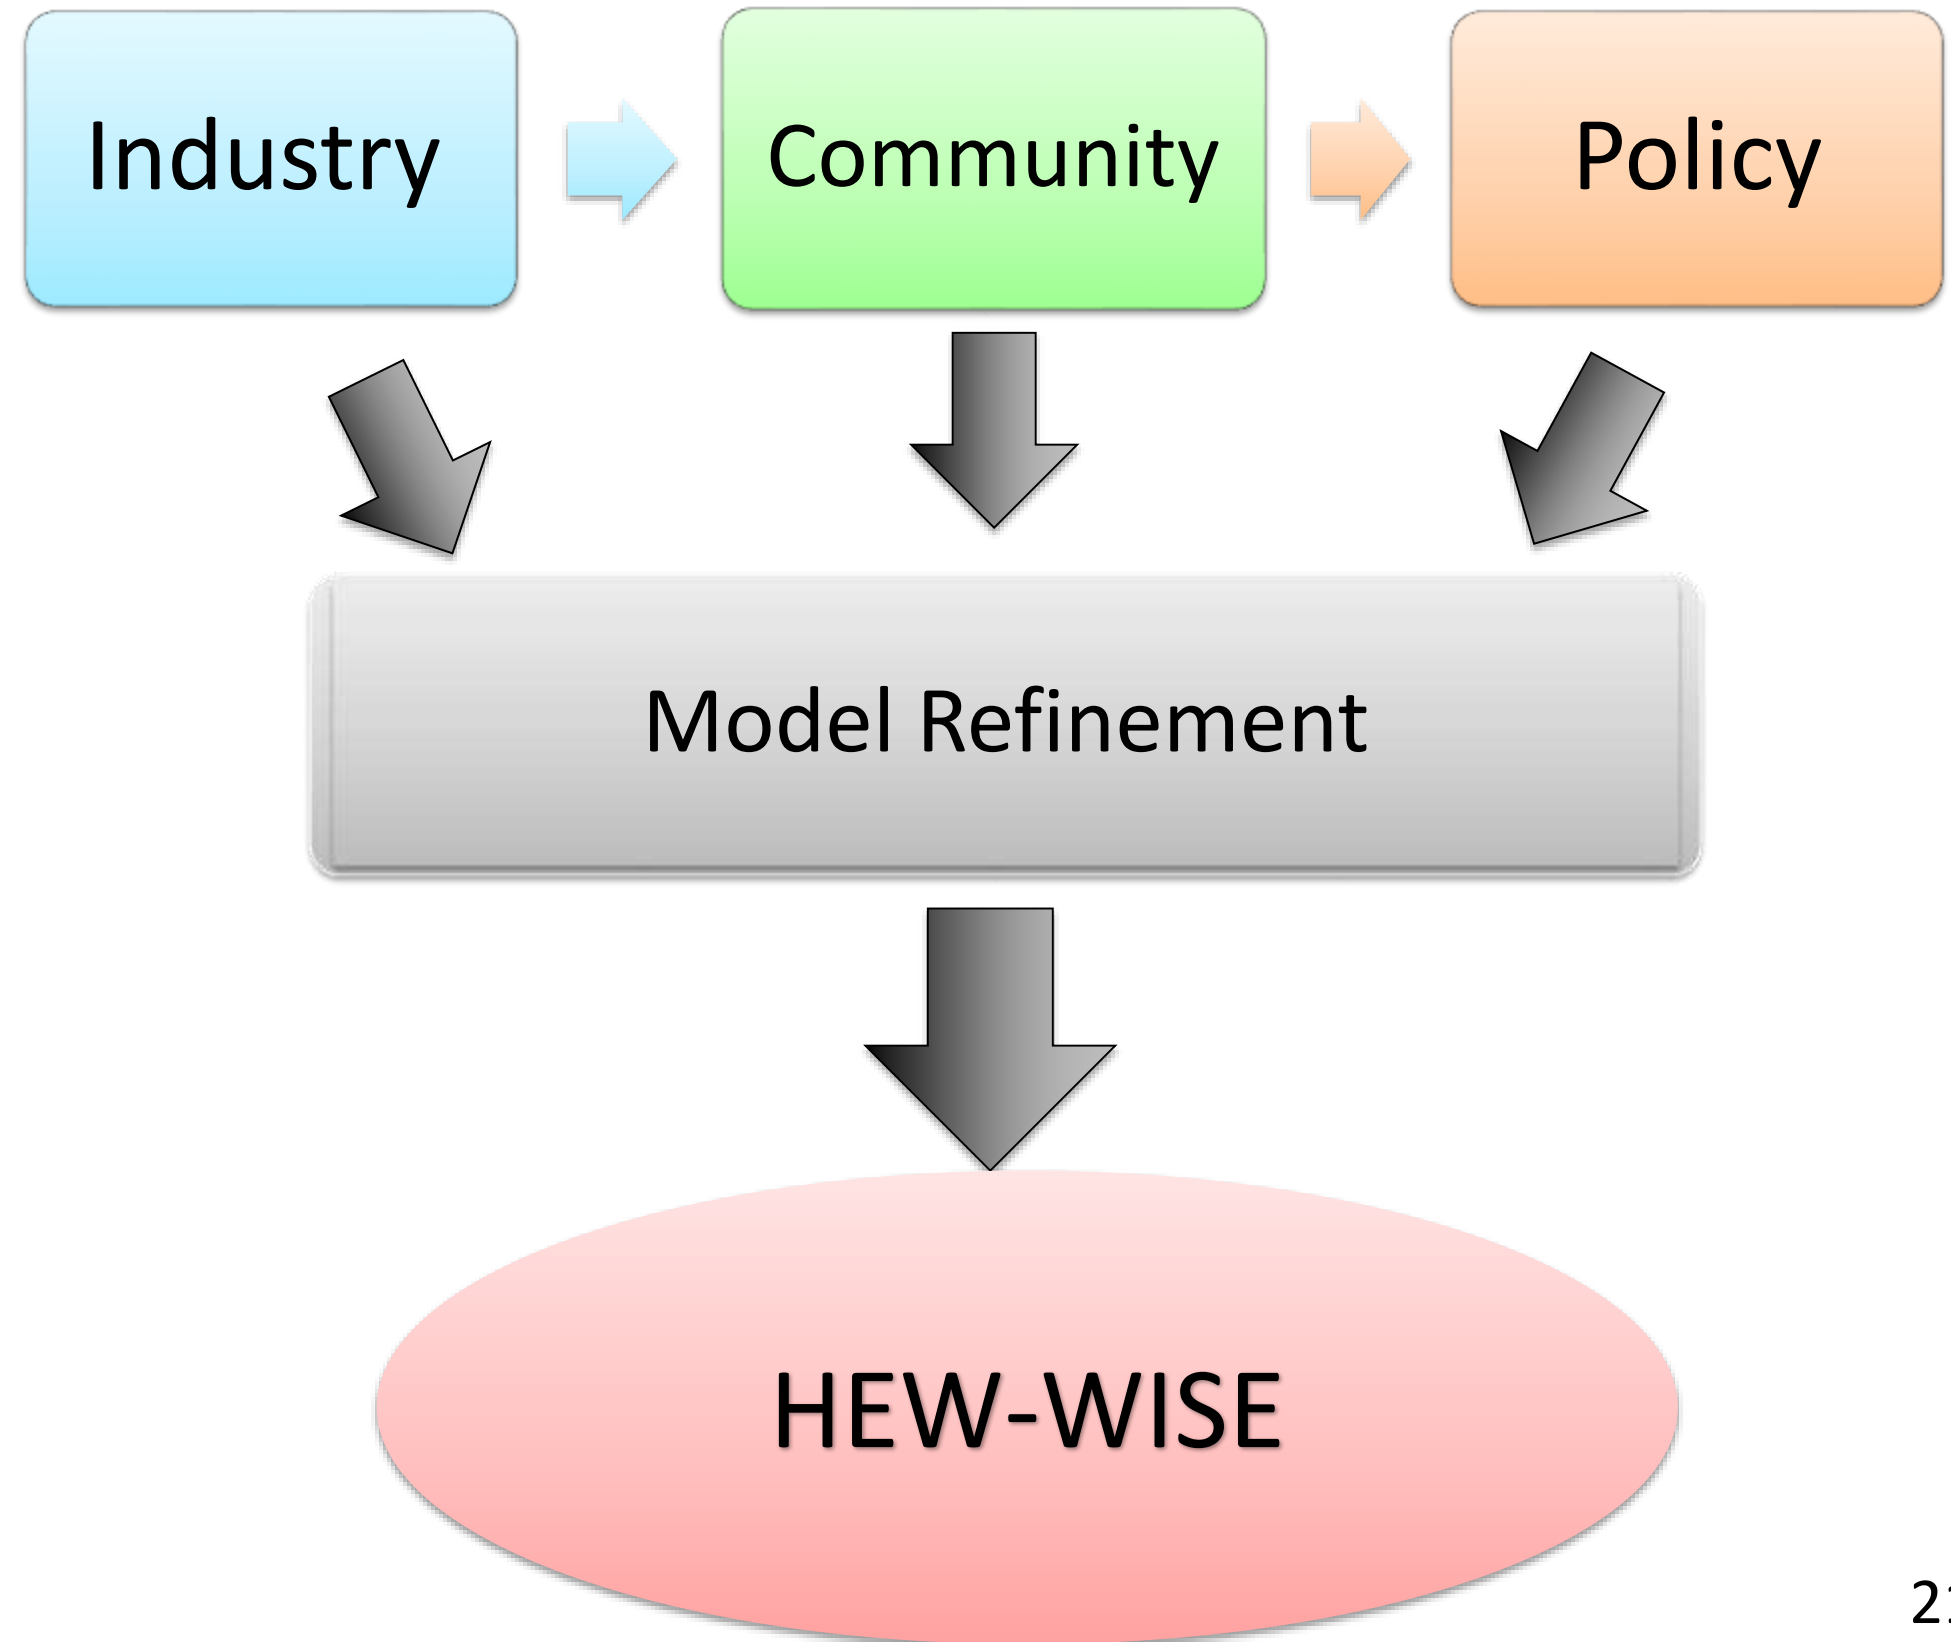 Industry
Community
Policy
Model Refinement
HEW-WISE